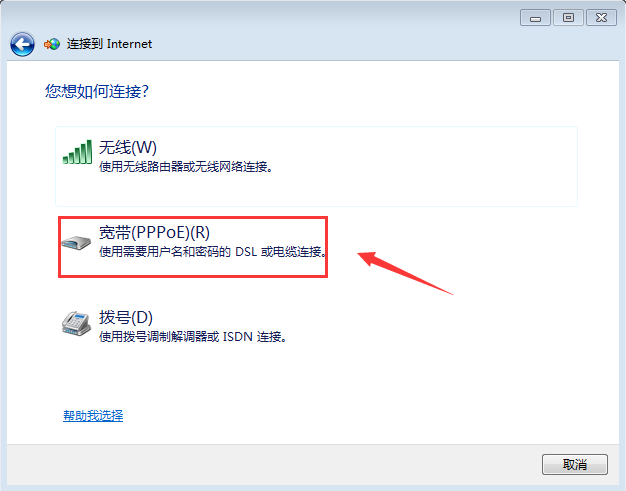 连接到 Internet
您想如何连接?
无线(W)
使用无线路由器或无线网络连接。
宽带(PPPoE)(R)
使用需要用户名和密码的 DSL 或电缆连接。
拨号(D)
使用拨号调制解调器或 ISDN 连接。
帮助我选择
取消